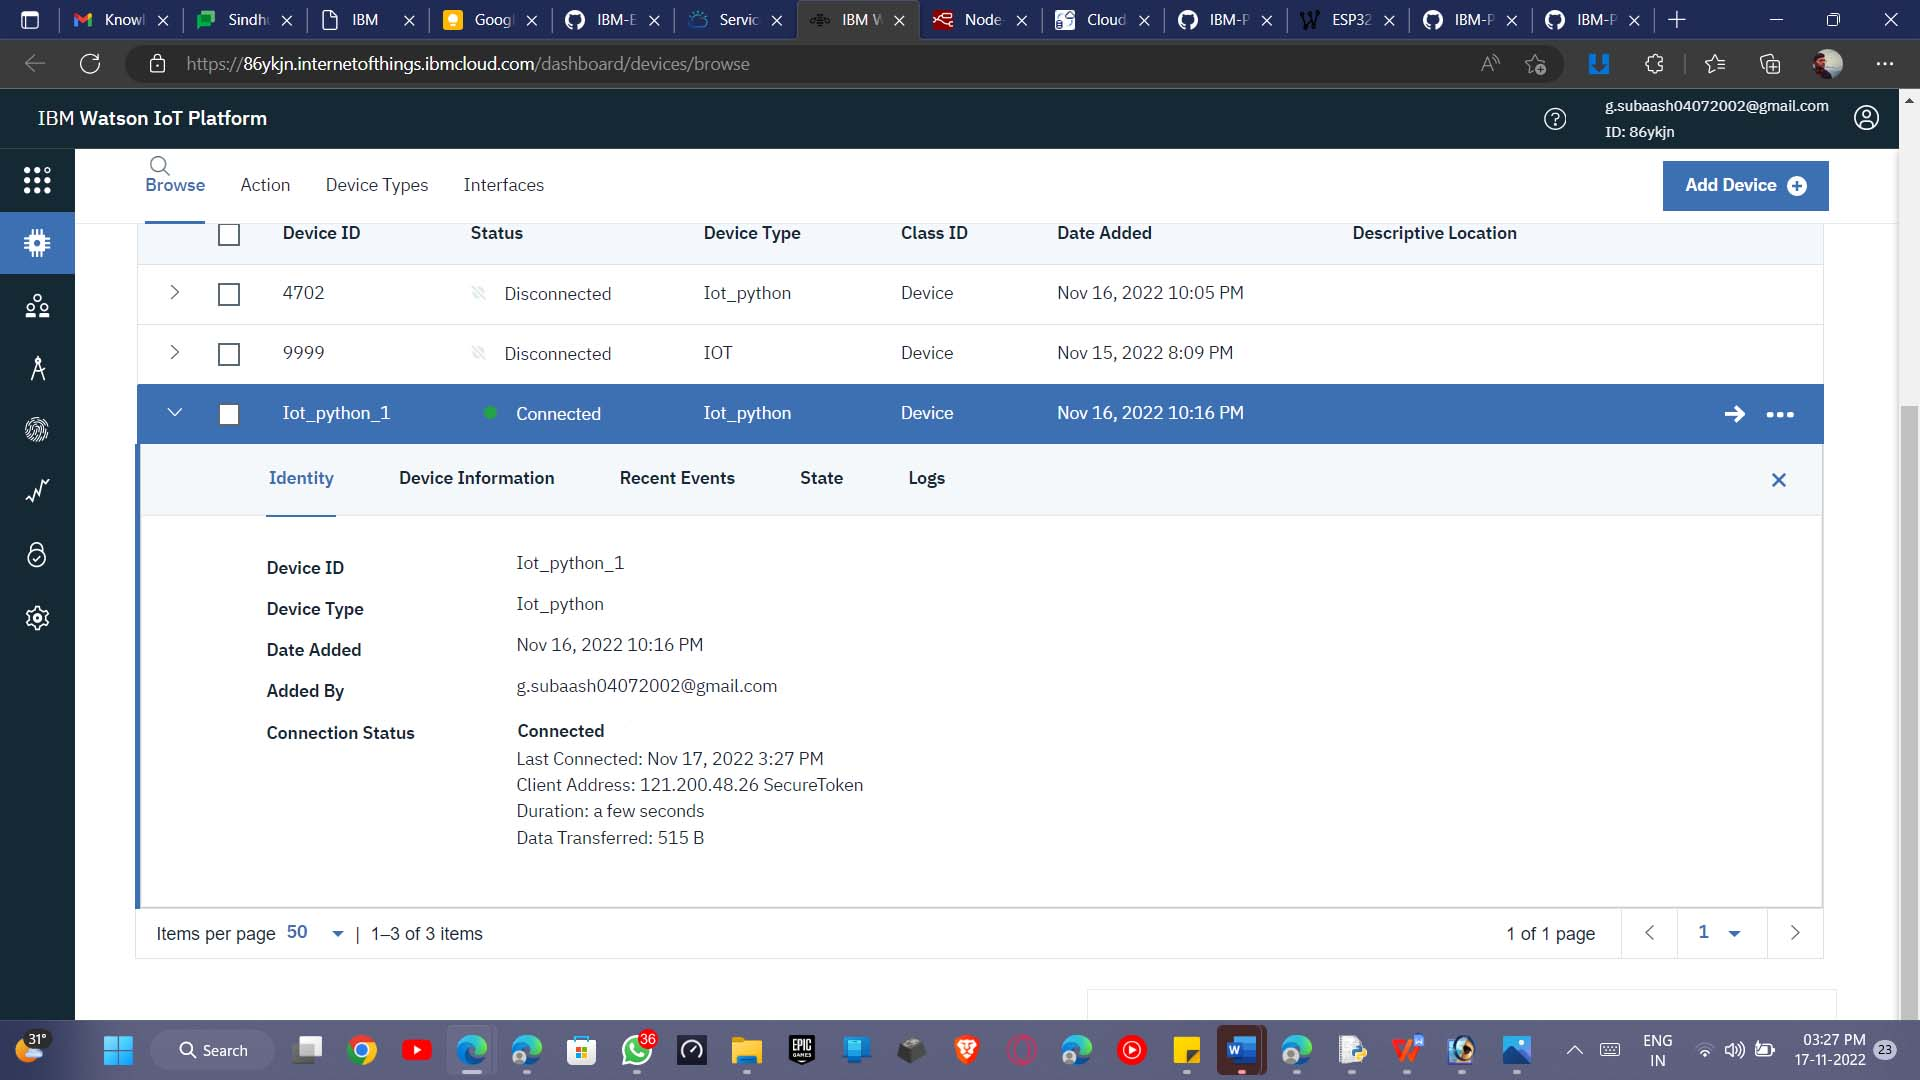 Knowl
Sindhu
IBM
Googl
IBM-E
Servic
IBM W
Node-
Cloud
IBM-P
ESP32
IBM-P
IBM-P
https://86ykjn.internetofthings.ibmcloud.com/dashboard/devices/browse
IBM Watson IoT Platform
g.subaash04072002@gmail.com
ID: 86ykjn
Browse Action Device Types Interfaces
Add Device
Device ID Status Device Type Class ID Date Added Descriptive Location
4702 Disconnected Iot_python Device Nov 16, 2022 10:05 PM
9999 Disconnected IOT Device Nov 15, 2022 8:09 PM
Iot_python_1 Connected Iot_python Device Nov 16, 2022 10:16 PM
Identity Device Information Recent Events State Logs
Device ID Iot_python_1
Device Type Iot_python
Date Added Nov 16, 2022 10:16 PM
Added By g.subaash04072002@gmail.com
Connection Status Connected
Last Connected: Nov 17, 2022 3:27 PM
Client Address: 121.200.48.26 SecureToken
Duration: a few seconds
Data Transferred: 515 B
Items per page 50 | 1–3 of 3 items 1 of 1 page 1
31°
Search
36
EPIC GAMES
ENG
IN
03:27 PM
17-11-2022
23